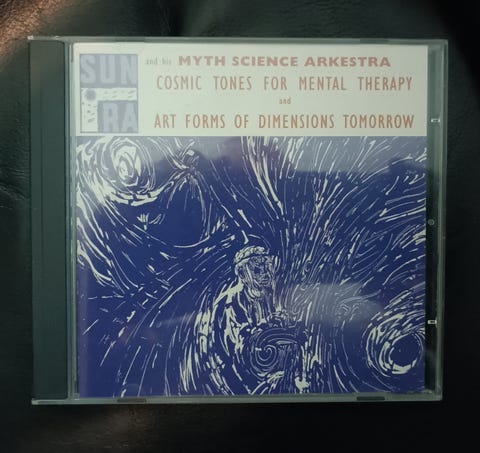 SUN
RA
and his MYTH SCIENCE ARKESTRA
COSMIC TONES FOR MENTAL THERAPY
and
ART FORMS OF DIMENSIONS TOMORROW